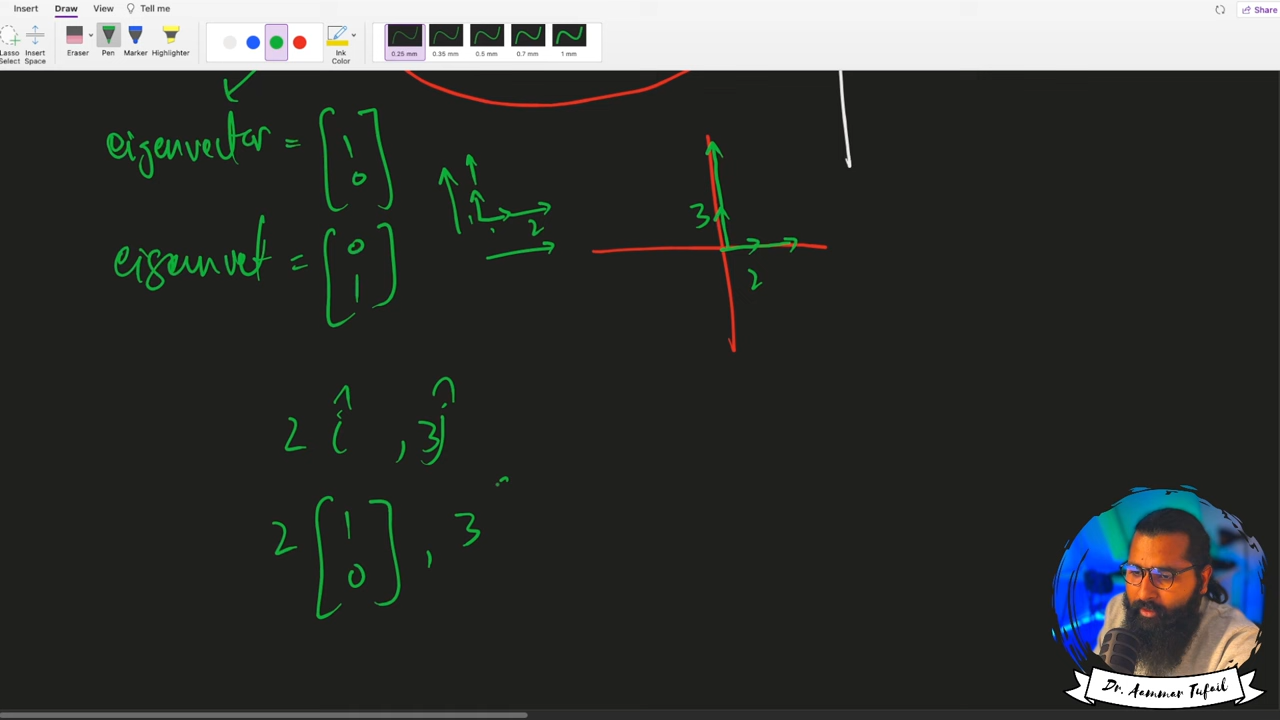 Insert Draw View Tell me Share
Lasso Select Insert Space Eraser Pen Marker Highlighter Ink Color 0.25 mm 0.35 mm 0.5 mm 0.7 mm 1 mm
eigenvector = [1 0]
eigenvet = [0 1]
1 1 2
3
2
2 î , 3ĵ
2 [1 0] , 3
Dr. Aammar Tufail